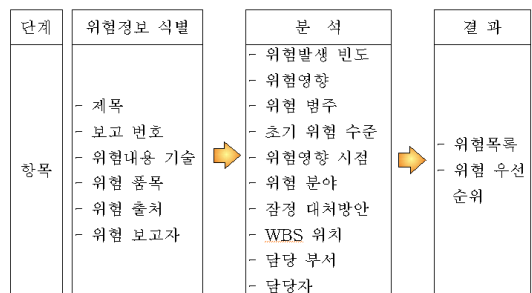 단계
위험정보 식별
분 석
결 과
항목
- 제목
- 보고 번호
- 위험내용 기술
- 위험 품목
- 위험 출처
- 위험 보고자
- 위험발생 빈도
- 위험영향
- 위험 범주
- 초기 위험 수준
- 위험영향 시점
- 위험 분야
- 잠정 대처방안
- WBS 위치
- 담당 부서
- 담당자
- 위험목록
- 위험 우선
순위